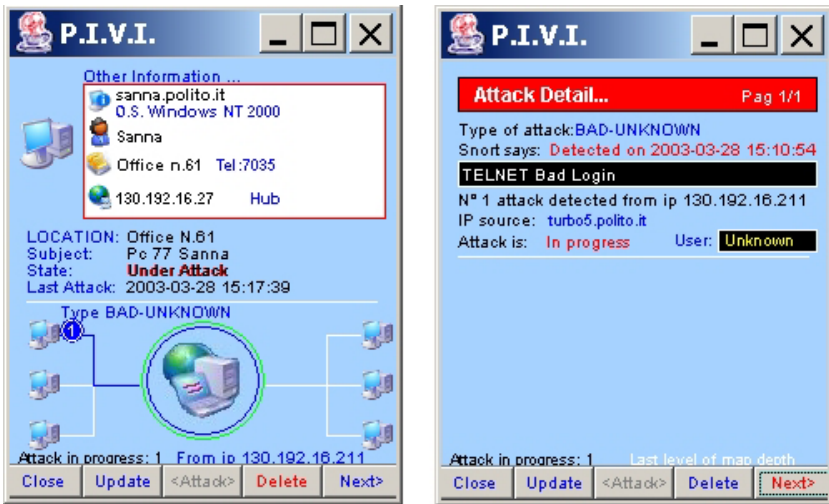 P.I.V.I.
Other Information ...
sanna.polito.it
O.S. Windows NT 2000
Sanna
Office n.61 Tel:7035
130.192.16.27 Hub
LOCATION: Office N.61
Subject: Pc 77 Sanna
State: Under Attack
Last Attack: 2003-03-28 15:17:39
Type BAD-UNKNOWN
1
Attack in progress: 1 From ip 130.192.16.211
Close Update <Attack> Delete Next>
P.I.V.I.
Attack Detail... Pag 1/1
Type of attack:BAD-UNKNOWN
Snort says: Detected on 2003-03-28 15:10:54
TELNET Bad Login
N° 1 attack detected from ip 130.192.16.211
IP source: turbo5.polito.it
Attack is: In progress User: Unknown
Attack in progress: 1 Last level of map depth
Close Update <Attack> Delete Next>